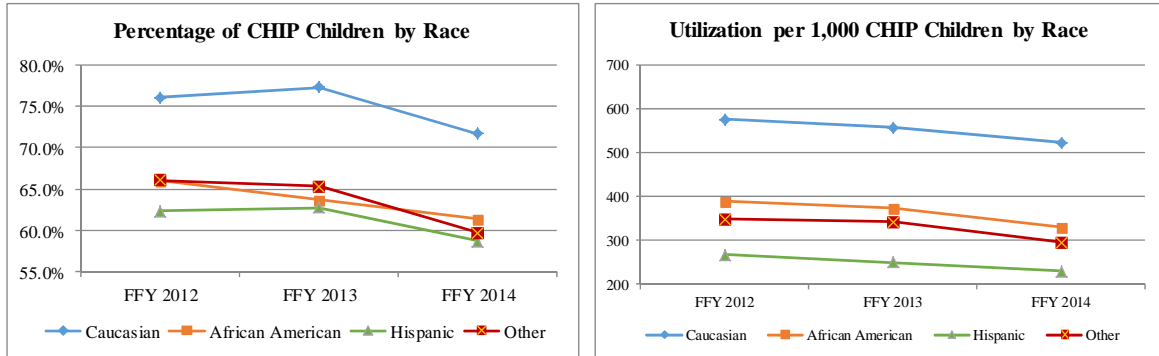 Percentage of CHIP Children by Race
80.0%
75.0%
70.0%
65.0%
60.0%
55.0%
FFY 2012 FFY 2013 FFY 2014
Caucasian African American Hispanic Other
Utilization per 1,000 CHIP Children by Race
700
600
500
400
300
200
FFY 2012 FFY 2013 FFY 2014
Caucasian African American Hispanic Other